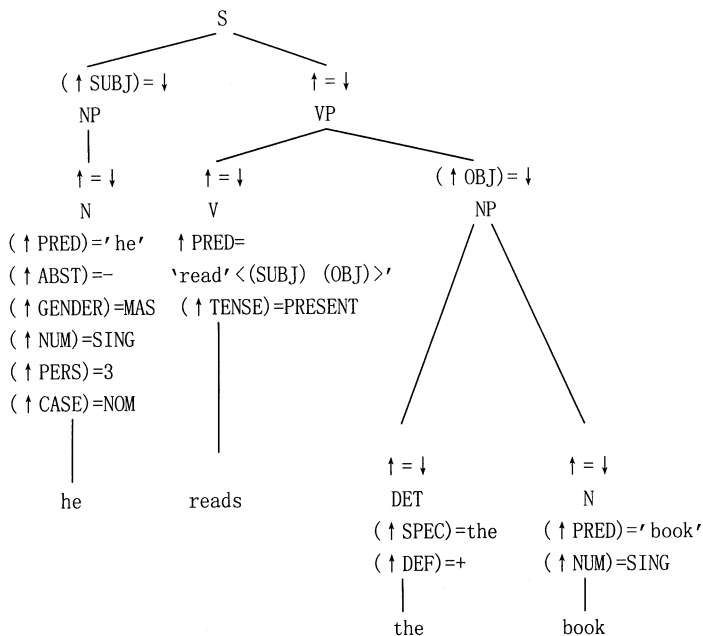 S
(↑SUBJ)=↓ ↑=↓
NP VP
↑=↓ ↑=↓ (↑OBJ)=↓
N V NP
(↑PRED)='he' ↑PRED=
(↑ABST)=- 'read'<(SUBJ) (OBJ)>'
(↑GENDER)=MAS (↑TENSE)=PRESENT
(↑NUM)=SING
(↑PERS)=3
(↑CASE)=NOM
↑=↓ ↑=↓
he reads DET N
(↑SPEC)=the (↑PRED)='book'
(↑DEF)=+ (↑NUM)=SING
the book